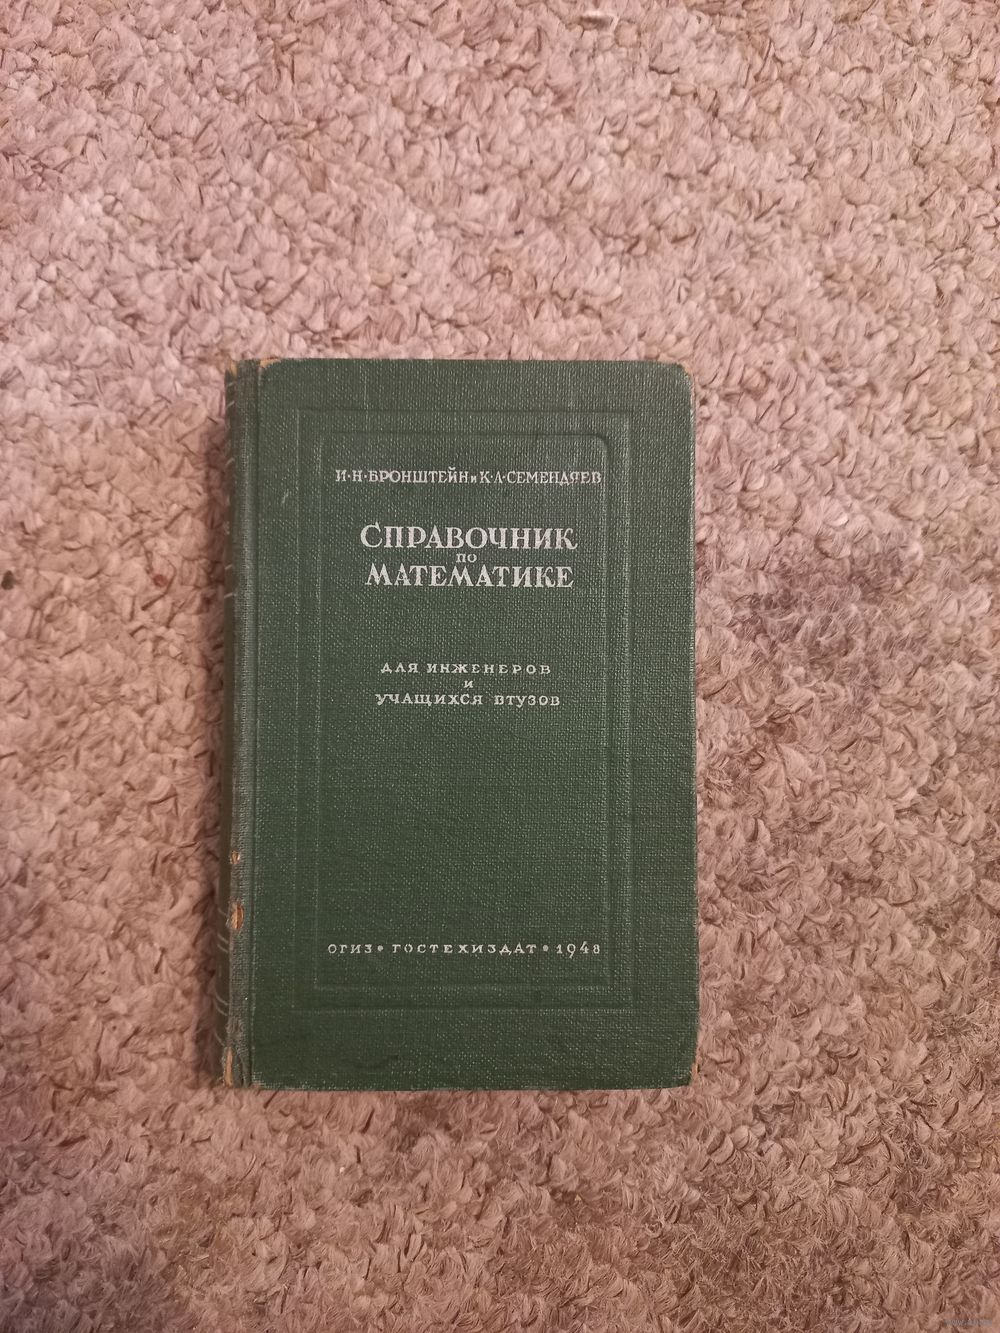 И·Н·БРОНШТЕЙН и К·А·СЕМЕНДЯЕВ
СПРАВОЧНИК
ПО
МАТЕМАТИКЕ
ДЛЯ ИНЖЕНЕРОВ
И
УЧАЩИХСЯ ВТУЗОВ
ОГИЗ • ГОСТЕХИЗДАТ • 1948